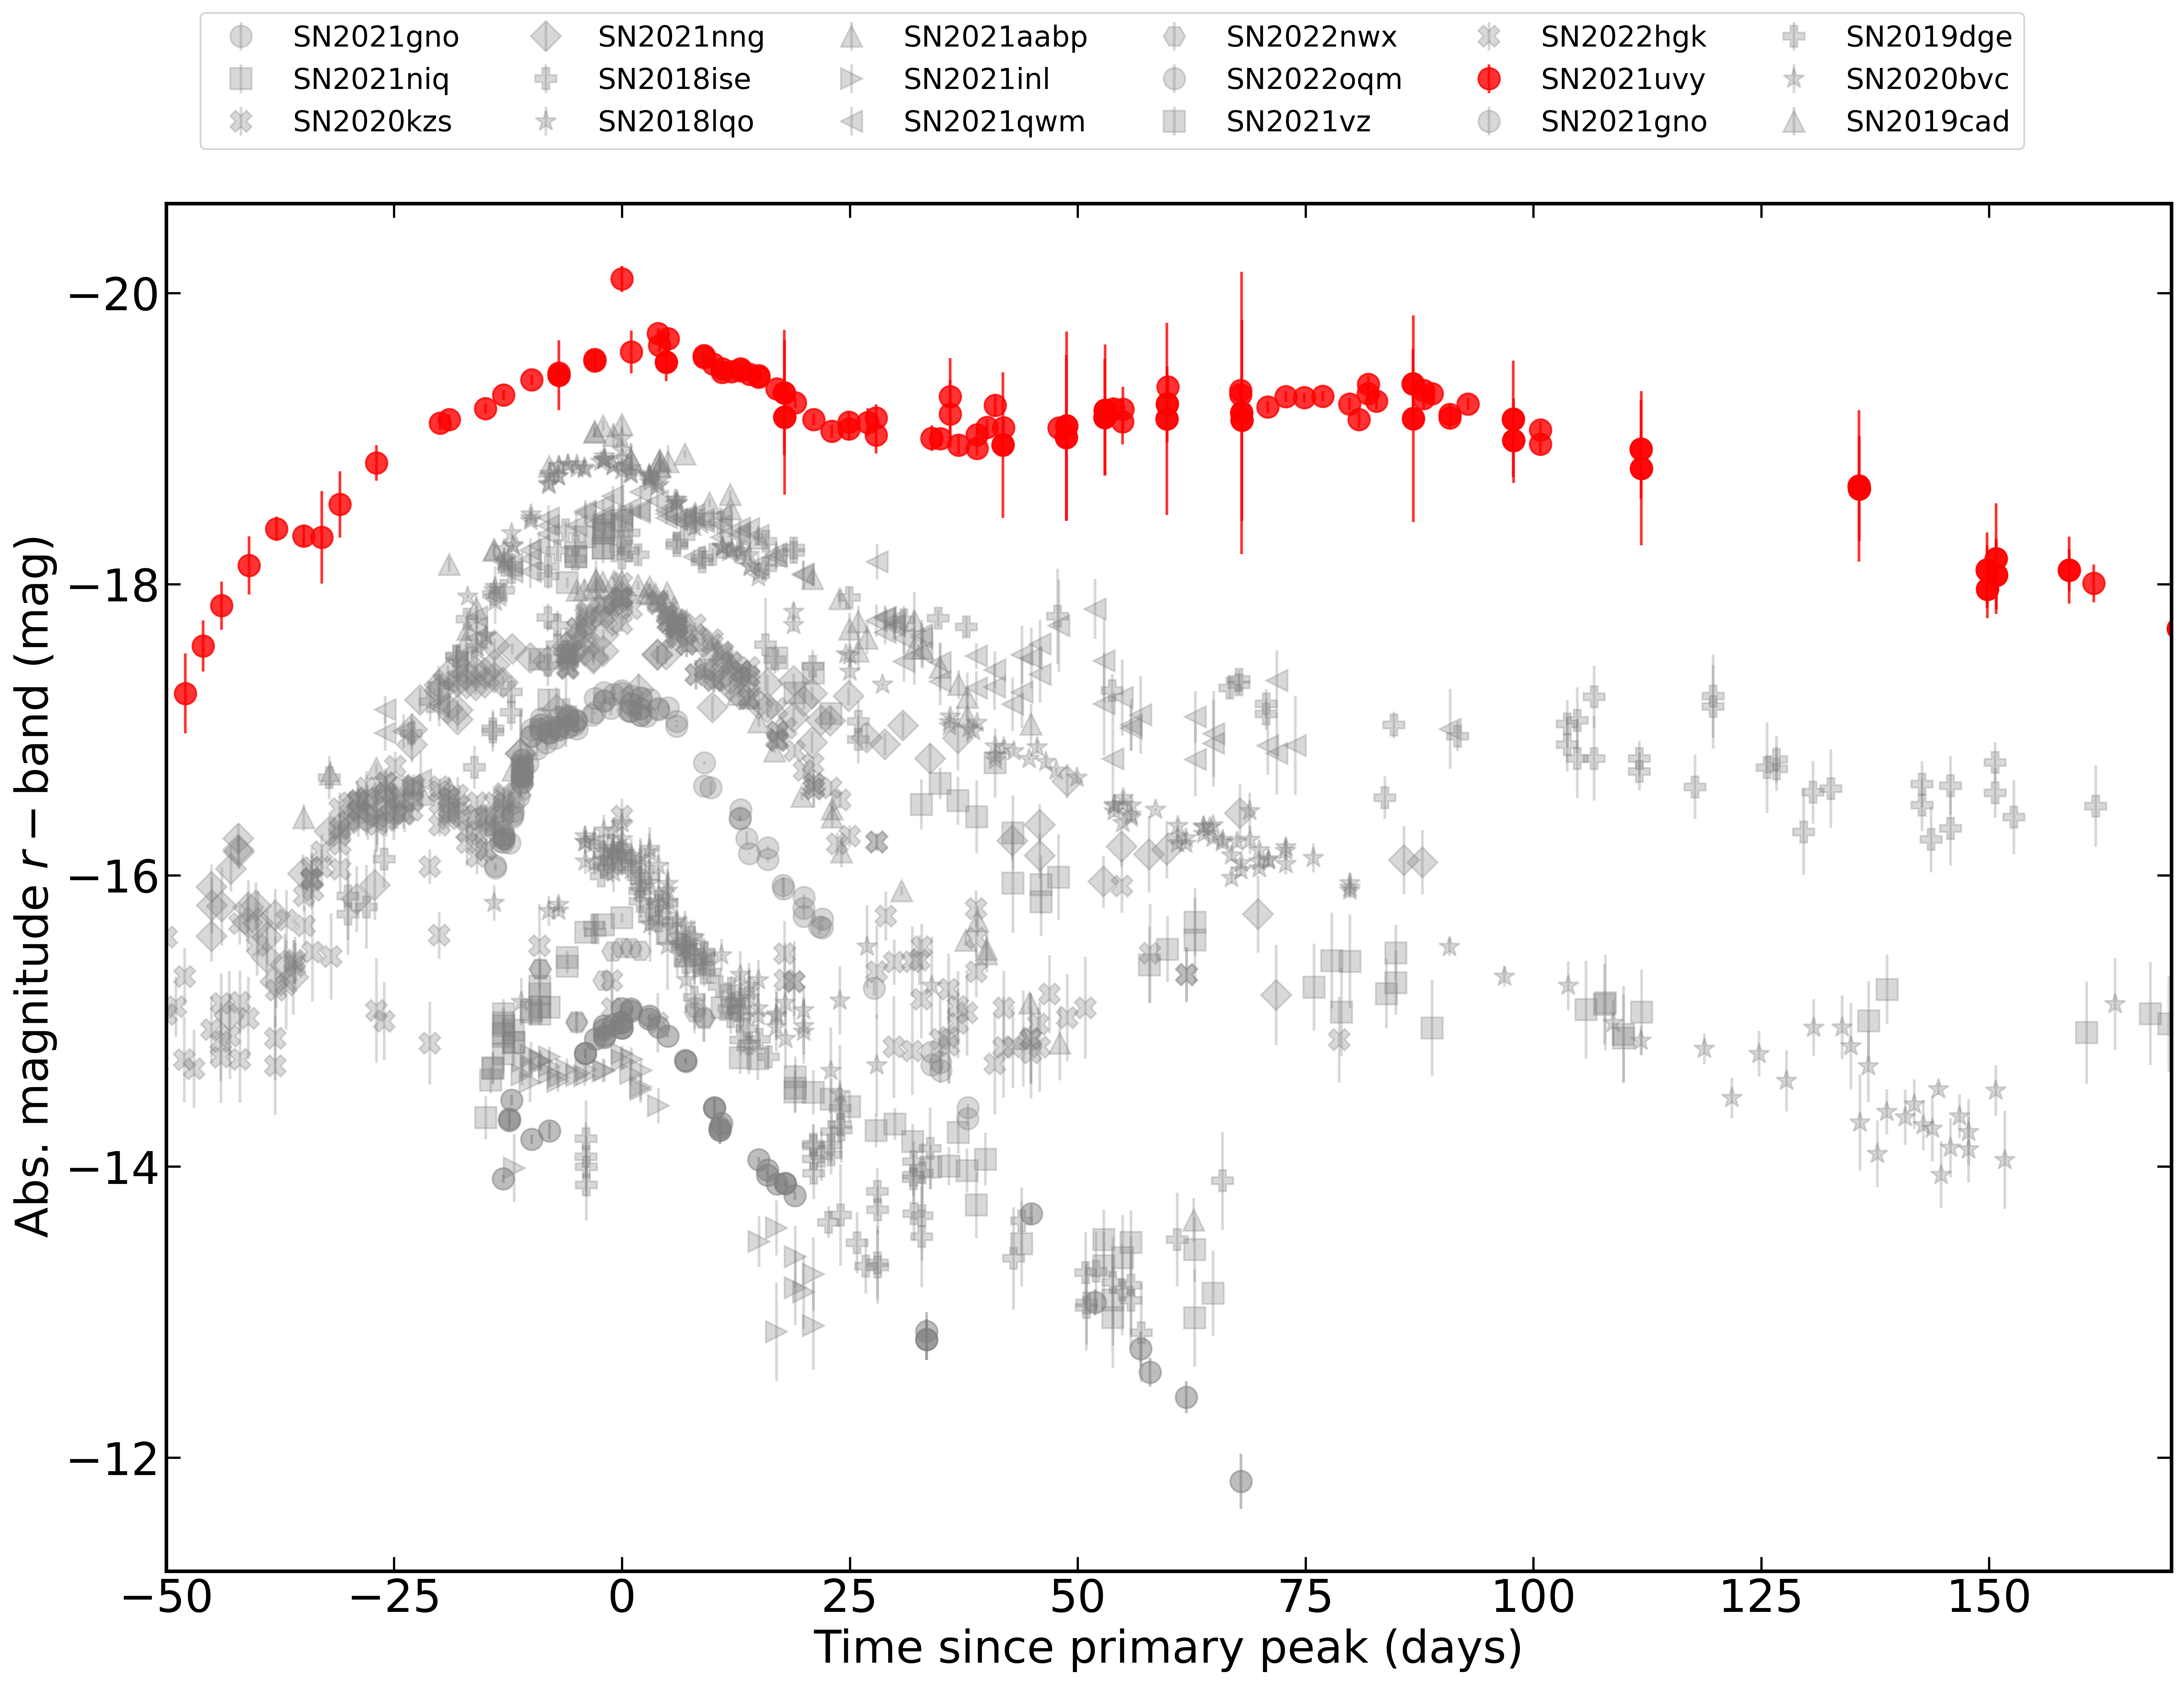 SN2021gno SN2021nng SN2021aabp SN2022nwx SN2022hgk SN2019dge
SN2021niq SN2018ise SN2021inl SN2022oqm SN2021uvy SN2020bvc
SN2020kzs SN2018lqo SN2021qwm SN2021vz SN2021gno SN2019cad
Abs. magnitude r − band (mag)
−20
−18
−16
−14
−12
−50 −25 0 25 50 75 100 125 150
Time since primary peak (days)